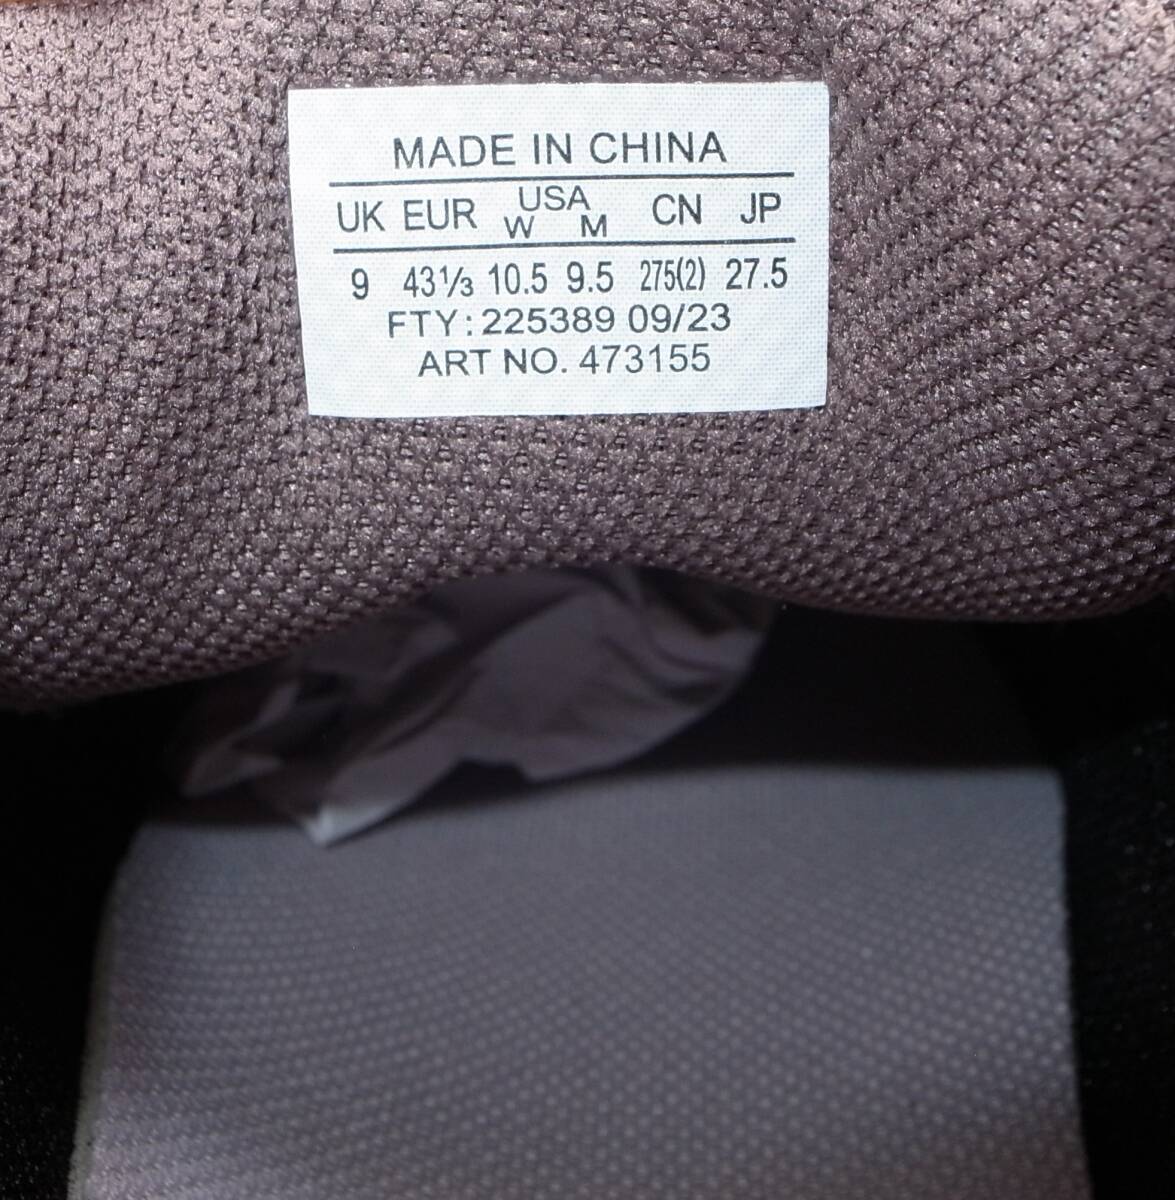 MADE IN CHINA
UK EUR USA W M CN JP
9 43⅓ 10.5 9.5 275(2) 27.5
FTY: 225389 09/23
ART NO. 473155